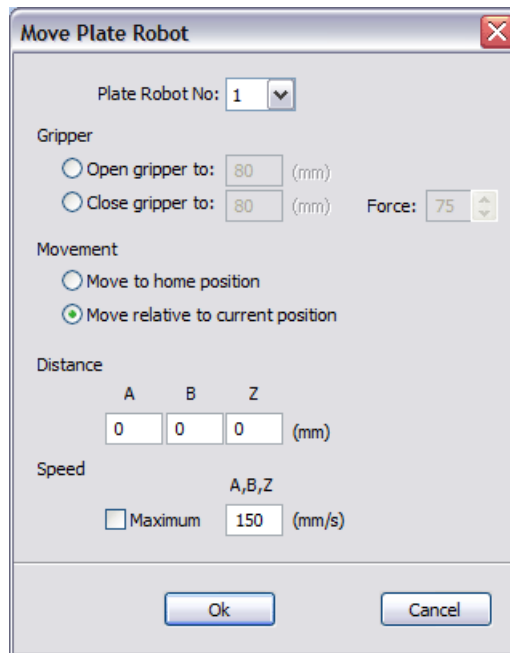 Move Plate Robot
Plate Robot No: 1
Gripper
Open gripper to: 80 (mm)
Close gripper to: 80 (mm) Force: 75
Movement
Move to home position
Move relative to current position
Distance
A B Z
0 0 0 (mm)
Speed
A,B,Z
Maximum 150 (mm/s)
Ok Cancel